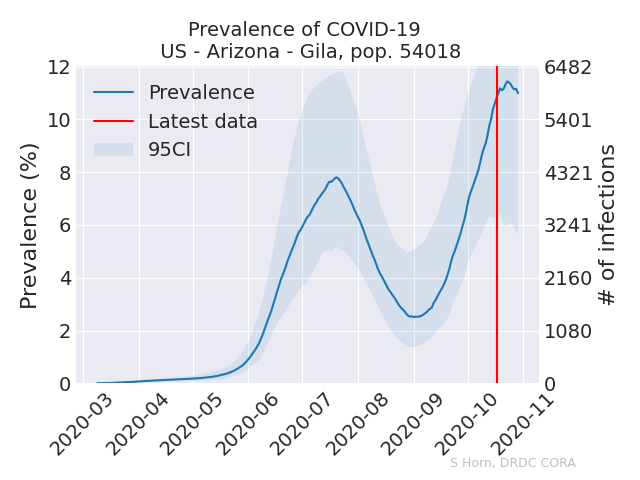 Prevalence of COVID-19
US - Arizona - Gila, pop. 54018
Prevalence
Latest data
95CI
Prevalence (%)
12
10
8
6
4
2
0
6482
5401
4321
3241
2160
1080
0
# of infections
2020-03
2020-04
2020-05
2020-06
2020-07
2020-08
2020-09
2020-10
2020-11
S Horn, DRDC CORA